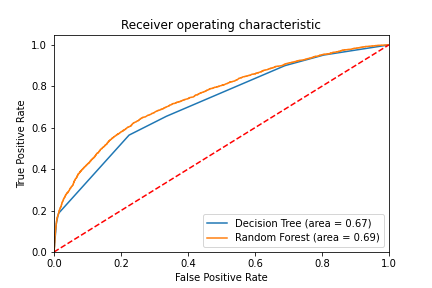 Receiver operating characteristic
True Positive Rate
1.0
0.8
0.6
0.4
0.2
0.0
Decision Tree (area = 0.67)
Random Forest (area = 0.69)
0.0 0.2 0.4 0.6 0.8 1.0
False Positive Rate